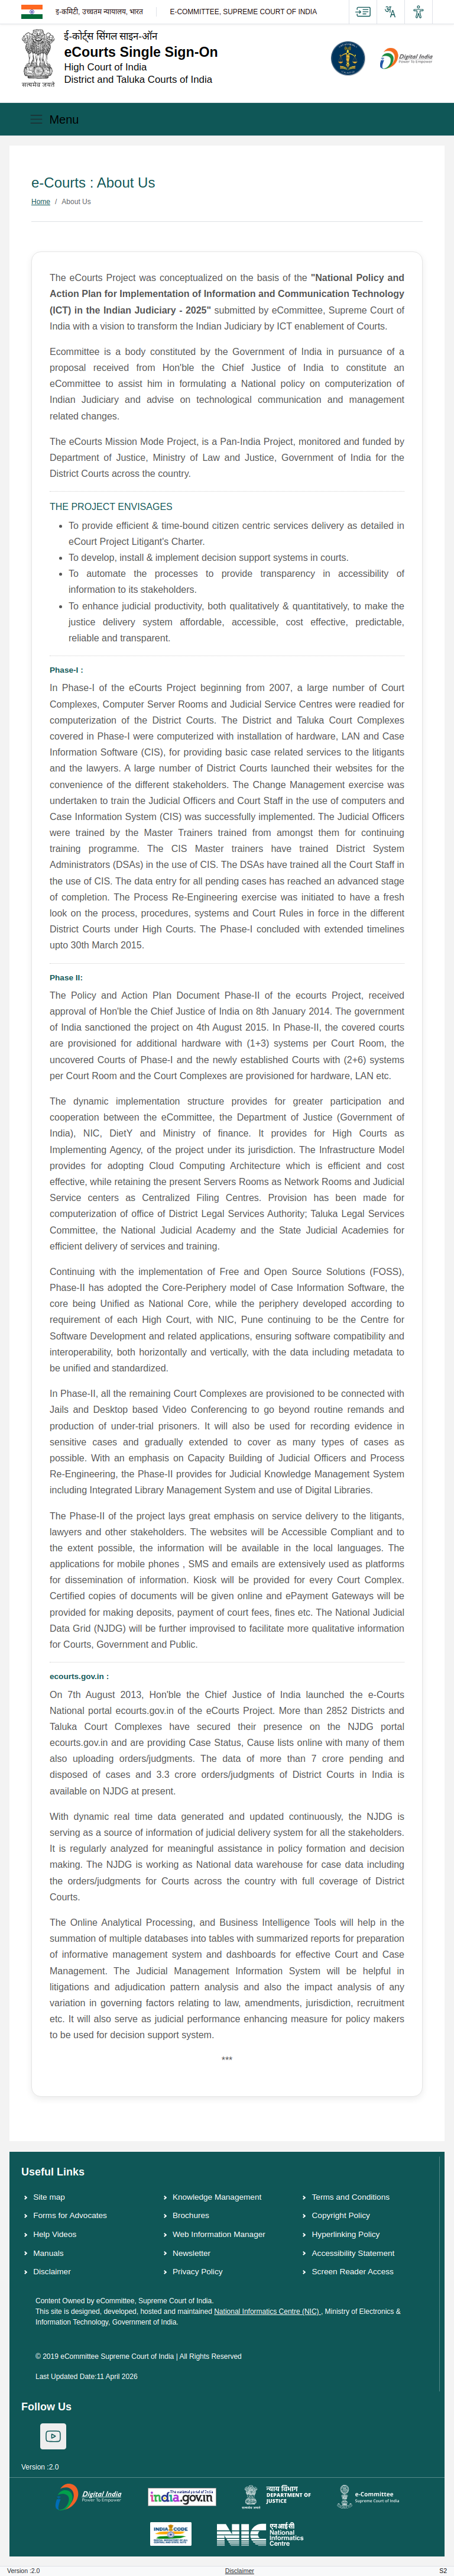 इ-कमिटी, उच्चतम न्यायालय, भारत
E-COMMITTEE, SUPREME COURT OF INDIA
ई-कोर्ट्स सिंगल साइन-ऑन
eCourts Single Sign-On
High Court of India
District and Taluka Courts of India
सत्यमेव जयते
Digital India
Power To Empower
Menu
e-Courts : About Us
Home / About Us
The eCourts Project was conceptualized on the basis of the "National Policy and
Action Plan for Implementation of Information and Communication Technology
(ICT) in the Indian Judiciary - 2025" submitted by eCommittee, Supreme Court of
India with a vision to transform the Indian Judiciary by ICT enablement of Courts.
Ecommittee is a body constituted by the Government of India in pursuance of a
proposal received from Hon'ble the Chief Justice of India to constitute an
eCommittee to assist him in formulating a National policy on computerization of
Indian Judiciary and advise on technological communication and management
related changes.
The eCourts Mission Mode Project, is a Pan-India Project, monitored and funded by
Department of Justice, Ministry of Law and Justice, Government of India for the
District Courts across the country.
THE PROJECT ENVISAGES
• To provide efficient & time-bound citizen centric services delivery as detailed in
eCourt Project Litigant's Charter.
• To develop, install & implement decision support systems in courts.
• To automate the processes to provide transparency in accessibility of
information to its stakeholders.
• To enhance judicial productivity, both qualitatively & quantitatively, to make the
justice delivery system affordable, accessible, cost effective, predictable,
reliable and transparent.
Phase-I :
In Phase-I of the eCourts Project beginning from 2007, a large number of Court
Complexes, Computer Server Rooms and Judicial Service Centres were readied for
computerization of the District Courts. The District and Taluka Court Complexes
covered in Phase-I were computerized with installation of hardware, LAN and Case
Information Software (CIS), for providing basic case related services to the litigants
and the lawyers. A large number of District Courts launched their websites for the
convenience of the different stakeholders. The Change Management exercise was
undertaken to train the Judicial Officers and Court Staff in the use of computers and
Case Information System (CIS) was successfully implemented. The Judicial Officers
were trained by the Master Trainers trained from amongst them for continuing
training programme. The CIS Master trainers have trained District System
Administrators (DSAs) in the use of CIS. The DSAs have trained all the Court Staff in
the use of CIS. The data entry for all pending cases has reached an advanced stage
of completion. The Process Re-Engineering exercise was initiated to have a fresh
look on the process, procedures, systems and Court Rules in force in the different
District Courts under High Courts. The Phase-I concluded with extended timelines
upto 30th March 2015.
Phase II:
The Policy and Action Plan Document Phase-II of the ecourts Project, received
approval of Hon'ble the Chief Justice of India on 8th January 2014. The government
of India sanctioned the project on 4th August 2015. In Phase-II, the covered courts
are provisioned for additional hardware with (1+3) systems per Court Room, the
uncovered Courts of Phase-I and the newly established Courts with (2+6) systems
per Court Room and the Court Complexes are provisioned for hardware, LAN etc.
The dynamic implementation structure provides for greater participation and
cooperation between the eCommittee, the Department of Justice (Government of
India), NIC, DietY and Ministry of finance. It provides for High Courts as
Implementing Agency, of the project under its jurisdiction. The Infrastructure Model
provides for adopting Cloud Computing Architecture which is efficient and cost
effective, while retaining the present Servers Rooms as Network Rooms and Judicial
Service centers as Centralized Filing Centres. Provision has been made for
computerization of office of District Legal Services Authority; Taluka Legal Services
Committee, the National Judicial Academy and the State Judicial Academies for
efficient delivery of services and training.
Continuing with the implementation of Free and Open Source Solutions (FOSS),
Phase-II has adopted the Core-Periphery model of Case Information Software, the
core being Unified as National Core, while the periphery developed according to
requirement of each High Court, with NIC, Pune continuing to be the Centre for
Software Development and related applications, ensuring software compatibility and
interoperability, both horizontally and vertically, with the data including metadata to
be unified and standardized.
In Phase-II, all the remaining Court Complexes are provisioned to be connected with
Jails and Desktop based Video Conferencing to go beyond routine remands and
production of under-trial prisoners. It will also be used for recording evidence in
sensitive cases and gradually extended to cover as many types of cases as
possible. With an emphasis on Capacity Building of Judicial Officers and Process
Re-Engineering, the Phase-II provides for Judicial Knowledge Management System
including Integrated Library Management System and use of Digital Libraries.
The Phase-II of the project lays great emphasis on service delivery to the litigants,
lawyers and other stakeholders. The websites will be Accessible Compliant and to
the extent possible, the information will be available in the local languages. The
applications for mobile phones , SMS and emails are extensively used as platforms
for dissemination of information. Kiosk will be provided for every Court Complex.
Certified copies of documents will be given online and ePayment Gateways will be
provided for making deposits, payment of court fees, fines etc. The National Judicial
Data Grid (NJDG) will be further improvised to facilitate more qualitative information
for Courts, Government and Public.
ecourts.gov.in :
On 7th August 2013, Hon'ble the Chief Justice of India launched the e-Courts
National portal ecourts.gov.in of the eCourts Project. More than 2852 Districts and
Taluka Court Complexes have secured their presence on the NJDG portal
ecourts.gov.in and are providing Case Status, Cause lists online with many of them
also uploading orders/judgments. The data of more than 7 crore pending and
disposed of cases and 3.3 crore orders/judgments of District Courts in India is
available on NJDG at present.
With dynamic real time data generated and updated continuously, the NJDG is
serving as a source of information of judicial delivery system for all the stakeholders.
It is regularly analyzed for meaningful assistance in policy formation and decision
making. The NJDG is working as National data warehouse for case data including
the orders/judgments for Courts across the country with full coverage of District
Courts.
The Online Analytical Processing, and Business Intelligence Tools will help in the
summation of multiple databases into tables with summarized reports for preparation
of informative management system and dashboards for effective Court and Case
Management. The Judicial Management Information System will be helpful in
litigations and adjudication pattern analysis and also the impact analysis of any
variation in governing factors relating to law, amendments, jurisdiction, recruitment
etc. It will also serve as judicial performance enhancing measure for policy makers
to be used for decision support system.
***
Useful Links
Site map
Forms for Advocates
Help Videos
Manuals
Disclaimer
Knowledge Management
Brochures
Web Information Manager
Newsletter
Privacy Policy
Terms and Conditions
Copyright Policy
Hyperlinking Policy
Accessibility Statement
Screen Reader Access
Content Owned by eCommittee, Supreme Court of India.
This site is designed, developed, hosted and maintained National Informatics Centre (NIC) , Ministry of Electronics &
Information Technology, Government of India.
© 2019 eCommittee Supreme Court of India | All Rights Reserved
Last Updated Date:11 April 2026
Follow Us
Version :2.0
Digital India
Power To Empower
The national portal of India
india.gov.in
न्याय विभाग
DEPARTMENT OF
JUSTICE
e-Committee
Supreme Court of India
INDIA CODE
NIC
एन आई सी
National
Informatics
Centre
Version :2.0
Disclaimer
S2